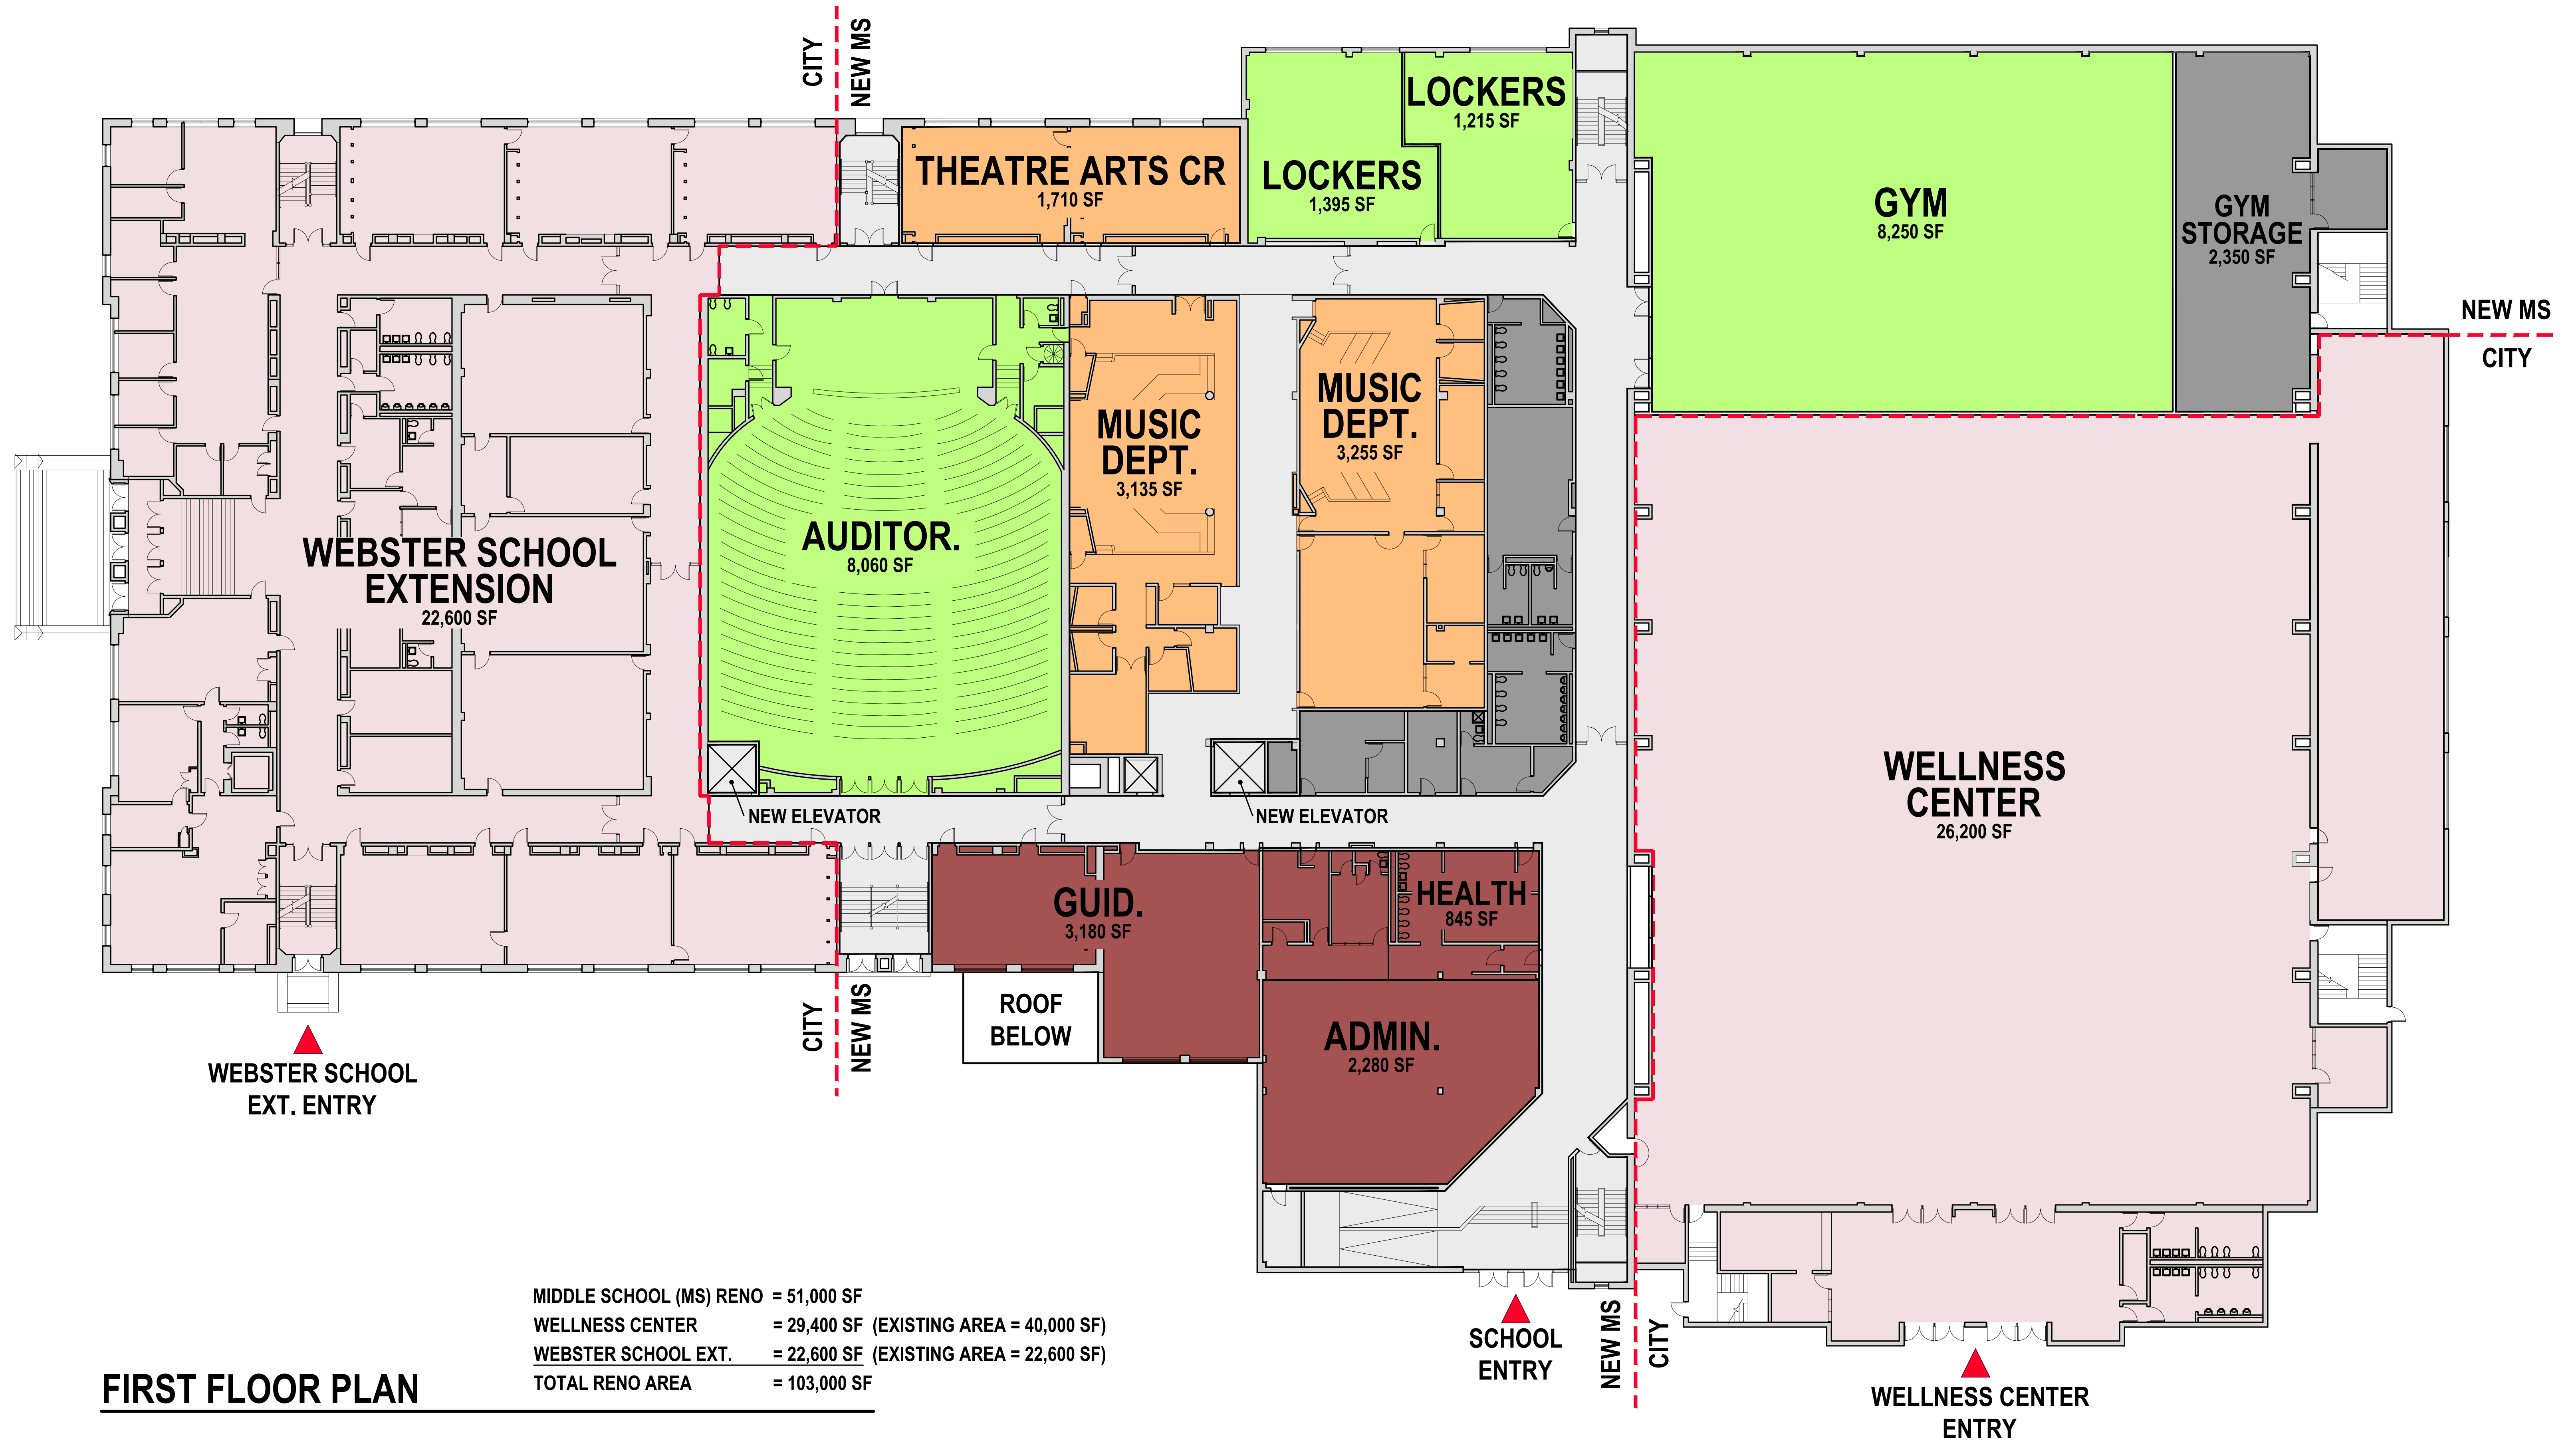 CITY
NEW MS
LOCKERS
1,215 SF
THEATRE ARTS CR
1,710 SF
LOCKERS
1,395 SF
GYM
8,250 SF
GYM
STORAGE
2,350 SF
NEW MS
CITY
MUSIC
DEPT.
3,135 SF
MUSIC
DEPT.
3,255 SF
WEBSTER SCHOOL
EXTENSION
22,600 SF
AUDITOR.
8,060 SF
WELLNESS
CENTER
26,200 SF
NEW ELEVATOR
NEW ELEVATOR
GUID.
3,180 SF
HEALTH
845 SF
ROOF
BELOW
ADMIN.
2,280 SF
CITY
NEW MS
WEBSTER SCHOOL
EXT. ENTRY
MIDDLE SCHOOL (MS) RENO = 51,000 SF
WELLNESS CENTER = 29,400 SF (EXISTING AREA = 40,000 SF)
WEBSTER SCHOOL EXT. = 22,600 SF (EXISTING AREA = 22,600 SF)
TOTAL RENO AREA = 103,000 SF
FIRST FLOOR PLAN
SCHOOL
ENTRY
NEW MS
CITY
WELLNESS CENTER
ENTRY